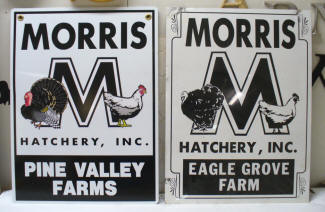 MORRIS
M
HATCHERY, INC.
PINE VALLEY
FARMS
MORRIS
M
HATCHERY, INC.
EAGLE GROVE
FARM